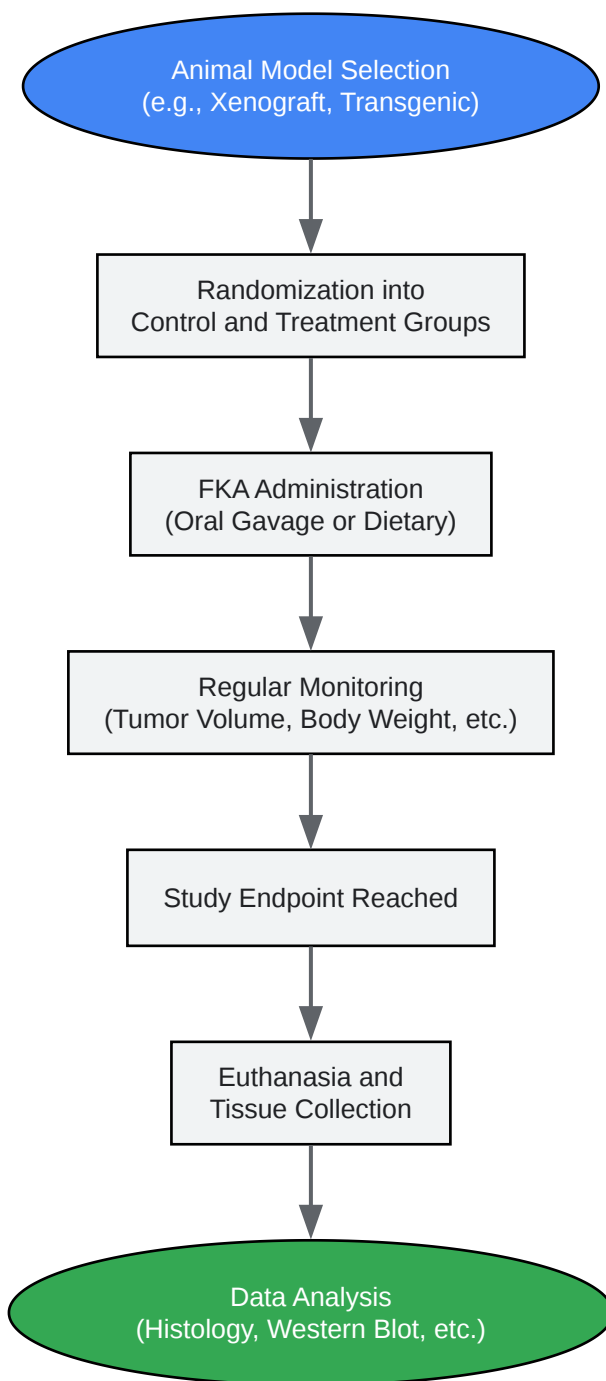 Animal Model Selection
(e.g., Xenograft, Transgenic)
Randomization into
Control and Treatment Groups
FKA Administration
(Oral Gavage or Dietary)
Regular Monitoring
(Tumor Volume, Body Weight, etc.)
Study Endpoint Reached
Euthanasia and
Tissue Collection
Data Analysis
(Histology, Western Blot, etc.)